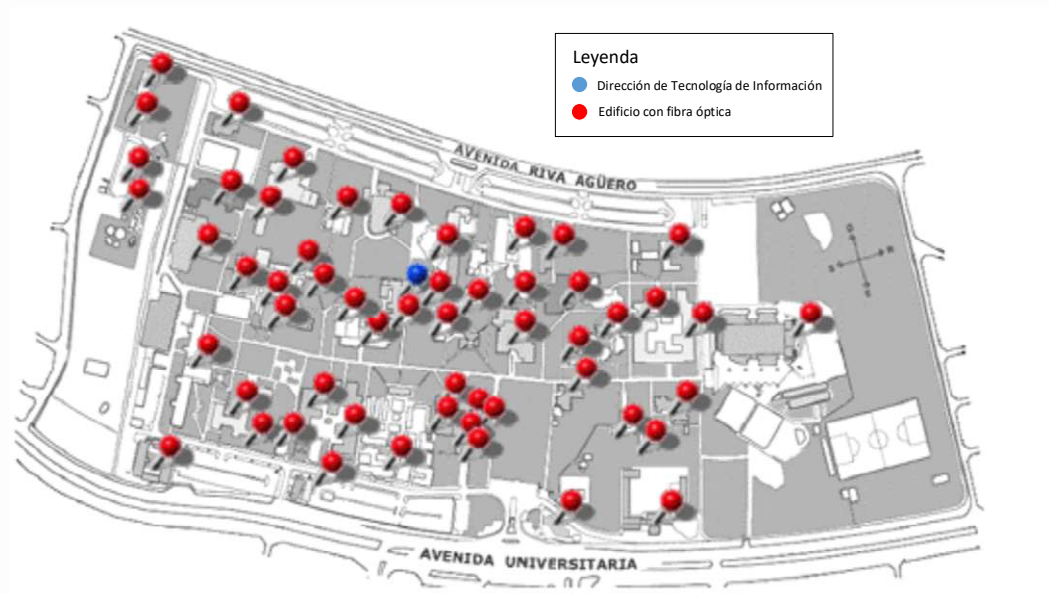 Leyenda
Dirección de Tecnología de Información
Edificio con fibra óptica
AVENIDA RIVA AGÜERO
AVENIDA UNIVERSITARIA